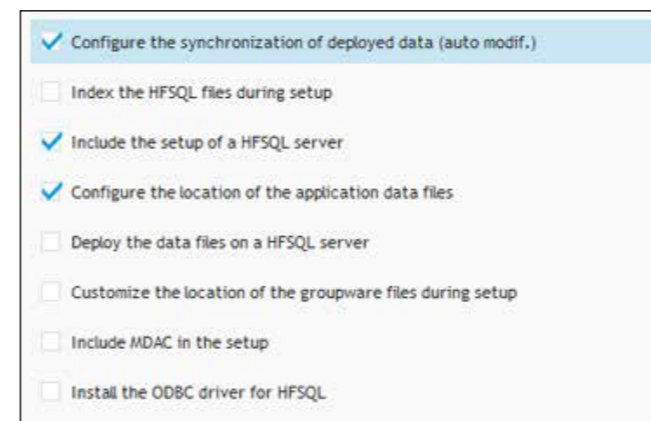 Configure the synchronization of deployed data (auto modif.)
Index the HFSQL files during setup
Include the setup of a HFSQL server
Configure the location of the application data files
Deploy the data files on a HFSQL server
Customize the location of the groupware files during setup
Include MDAC in the setup
Install the ODBC driver for HFSQL